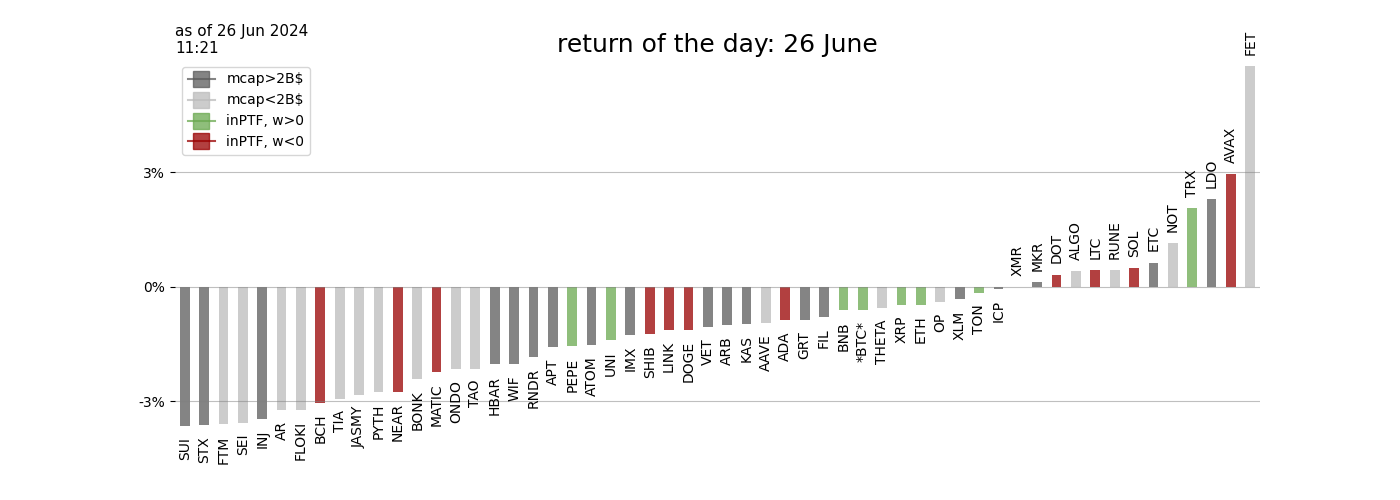 as of 26 Jun 2024
11:21
return of the day: 26 June
mcap>2B$
mcap<2B$
inPTF, w>0
inPTF, w<0
3%
0%
-3%
SUI
STX
FTM
SEI
INJ
AR
FLOKI
BCH
TIA
JASMY
PYTH
NEAR
BONK
MATIC
ONDO
TAO
HBAR
WIF
RNDR
APT
PEPE
ATOM
UNI
IMX
SHIB
LINK
DOGE
VET
ARB
KAS
AAVE
ADA
GRT
FIL
BNB
*BTC*
THETA
XRP
ETH
OP
XLM
TON
ICP
XMR
MKR
DOT
ALGO
LTC
RUNE
SOL
ETC
NOT
TRX
LDO
AVAX
FET